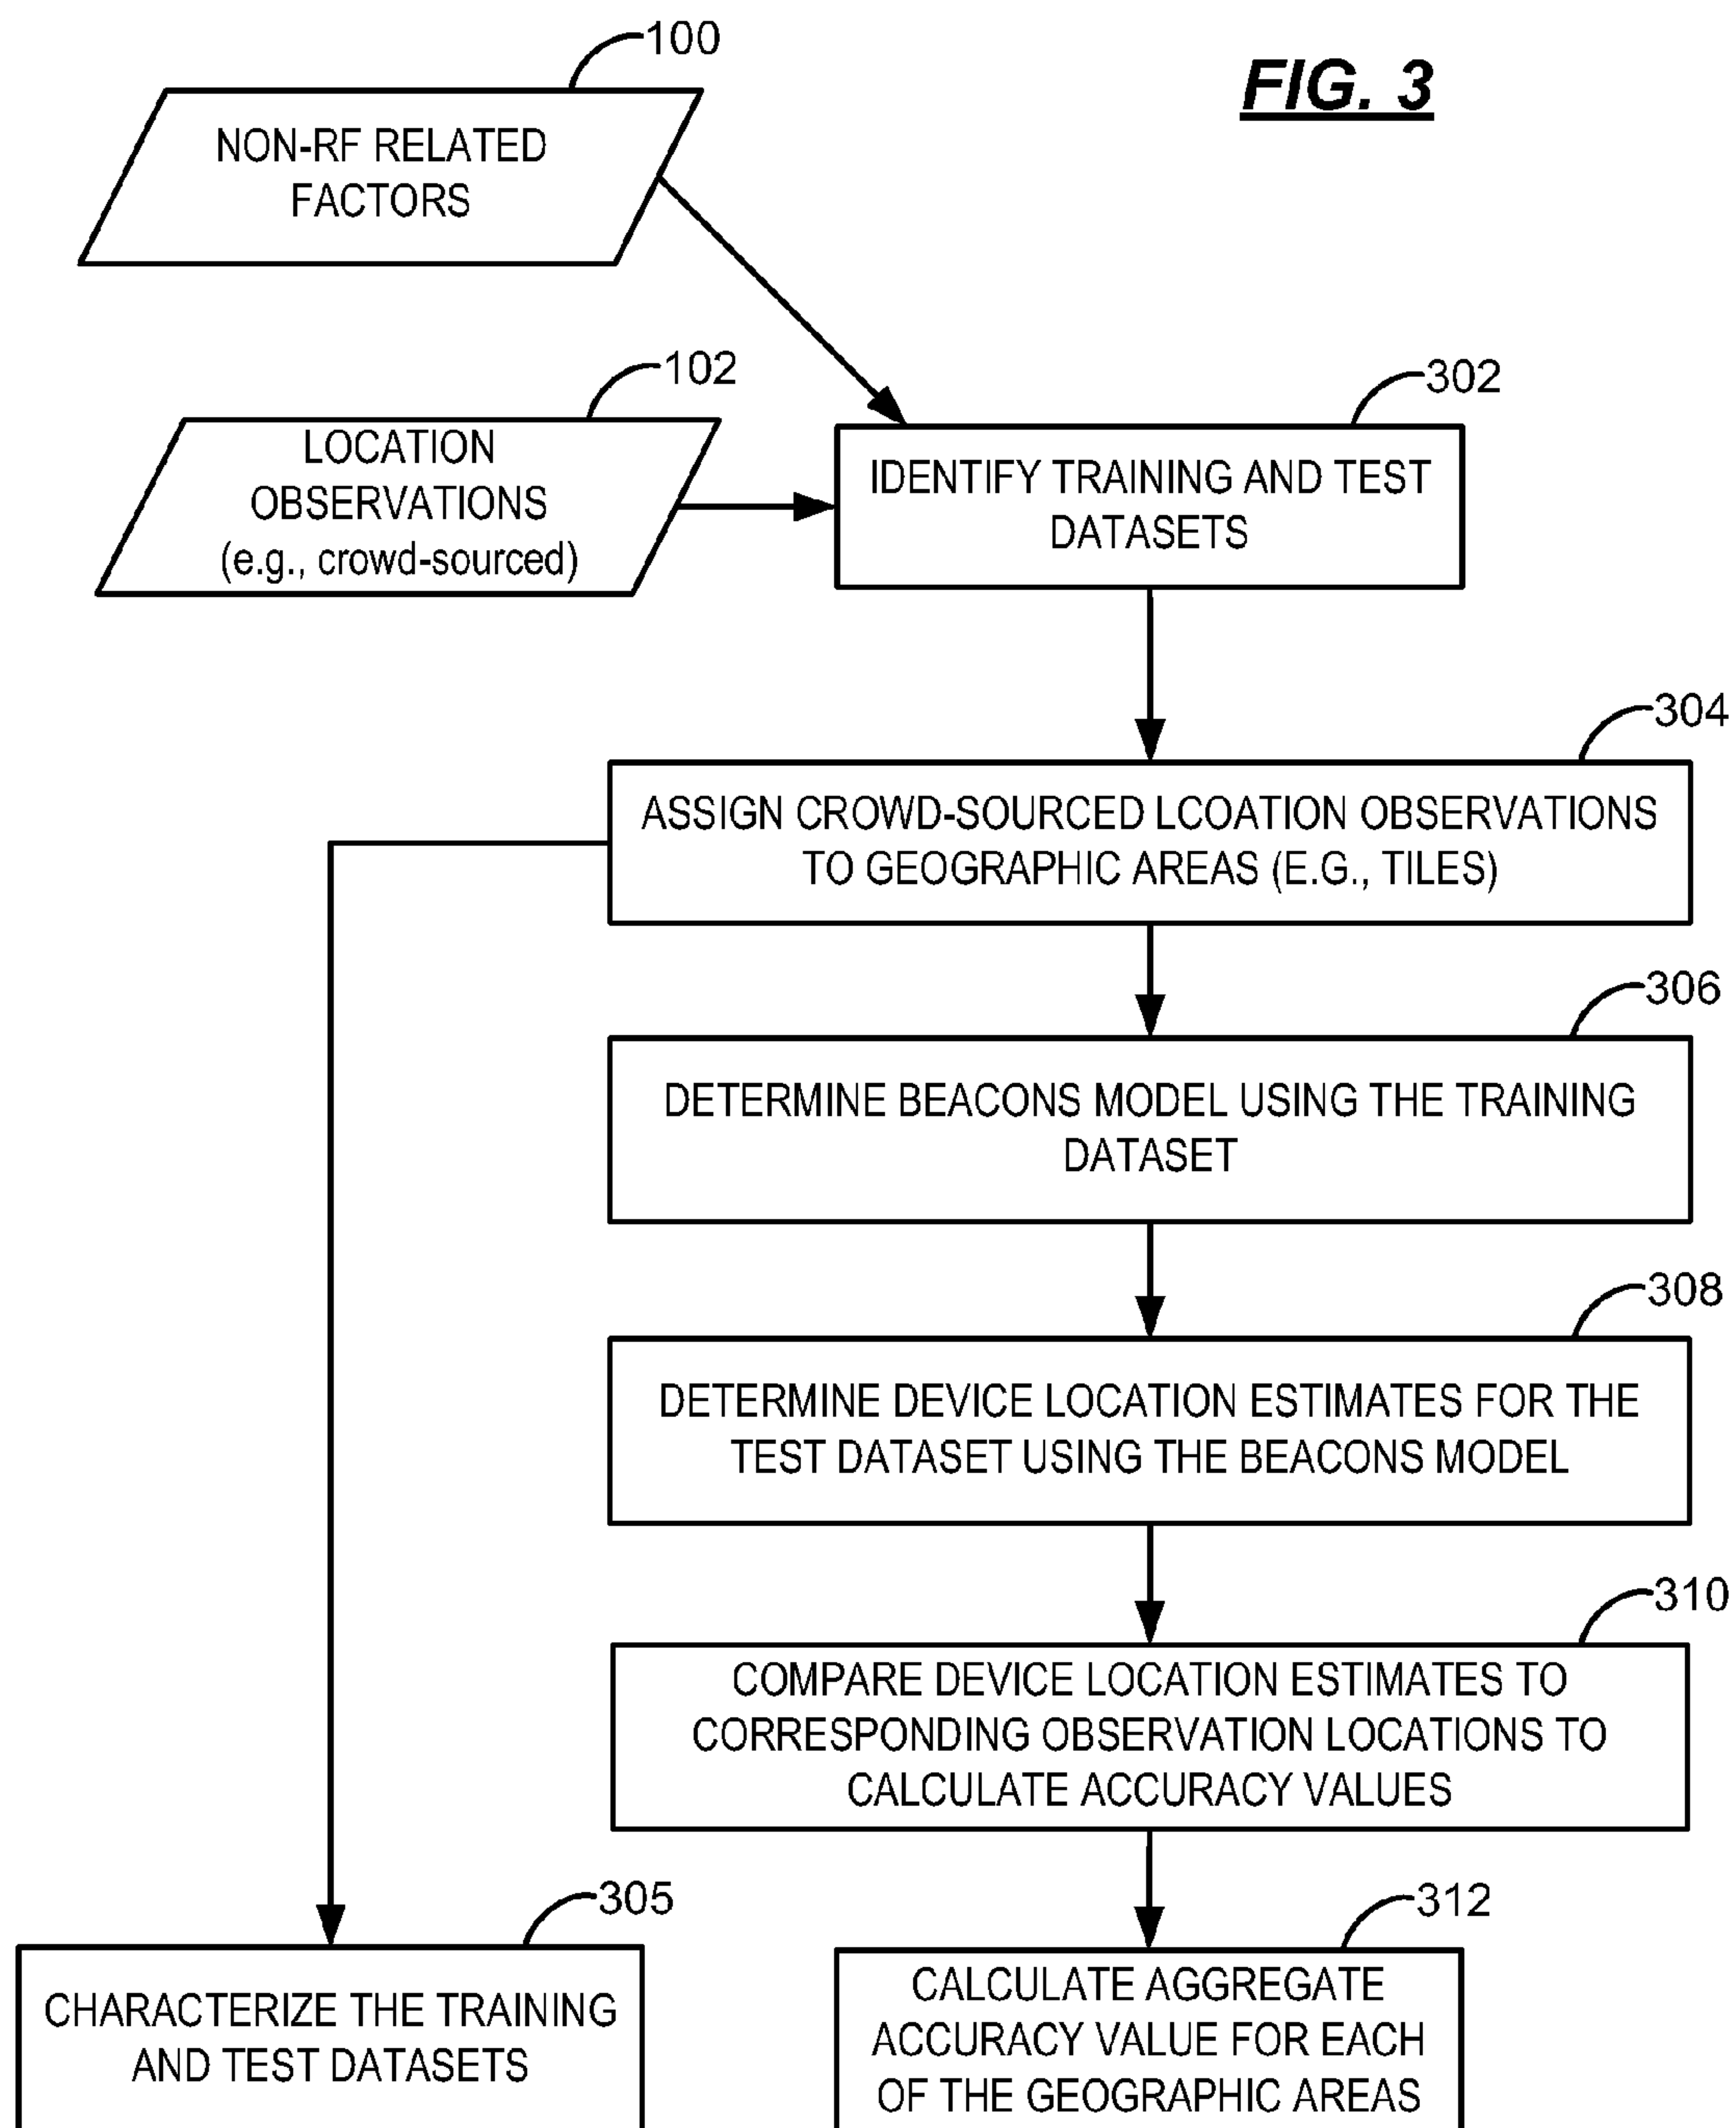 100
FIG. 3
NON-RF RELATED
FACTORS
102
LOCATION
OBSERVATIONS
(e.g., crowd-sourced)
302
IDENTIFY TRAINING AND TEST
DATASETS
304
ASSIGN CROWD-SOURCED LCOATION OBSERVATIONS
TO GEOGRAPHIC AREAS (E.G., TILES)
306
DETERMINE BEACONS MODEL USING THE TRAINING
DATASET
308
DETERMINE DEVICE LOCATION ESTIMATES FOR THE
TEST DATASET USING THE BEACONS MODEL
310
COMPARE DEVICE LOCATION ESTIMATES TO
CORRESPONDING OBSERVATION LOCATIONS TO
CALCULATE ACCURACY VALUES
305
CHARACTERIZE THE TRAINING
AND TEST DATASETS
312
CALCULATE AGGREGATE
ACCURACY VALUE FOR EACH
OF THE GEOGRAPHIC AREAS